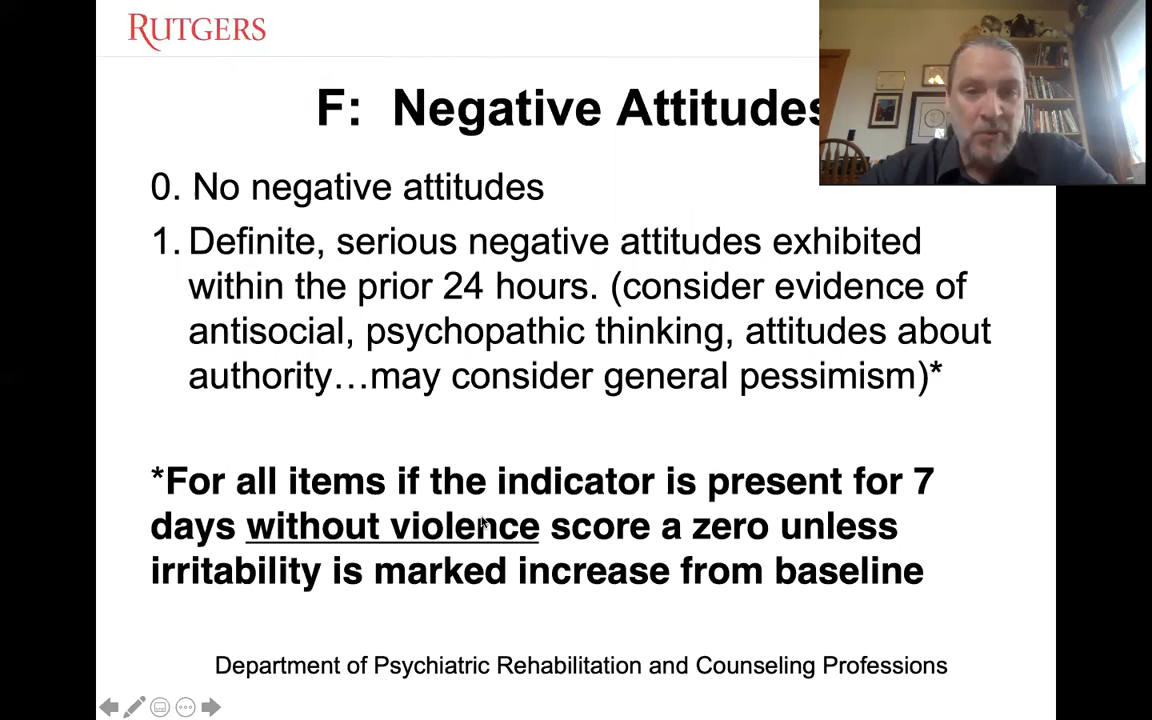 RUTGERS
F: Negative Attitudes
0. No negative attitudes
1. Definite, serious negative attitudes exhibited
within the prior 24 hours. (consider evidence of
antisocial, psychopathic thinking, attitudes about
authority…may consider general pessimism)*
*For all items if the indicator is present for 7
days without violence score a zero unless
irritability is marked increase from baseline
Department of Psychiatric Rehabilitation and Counseling Professions